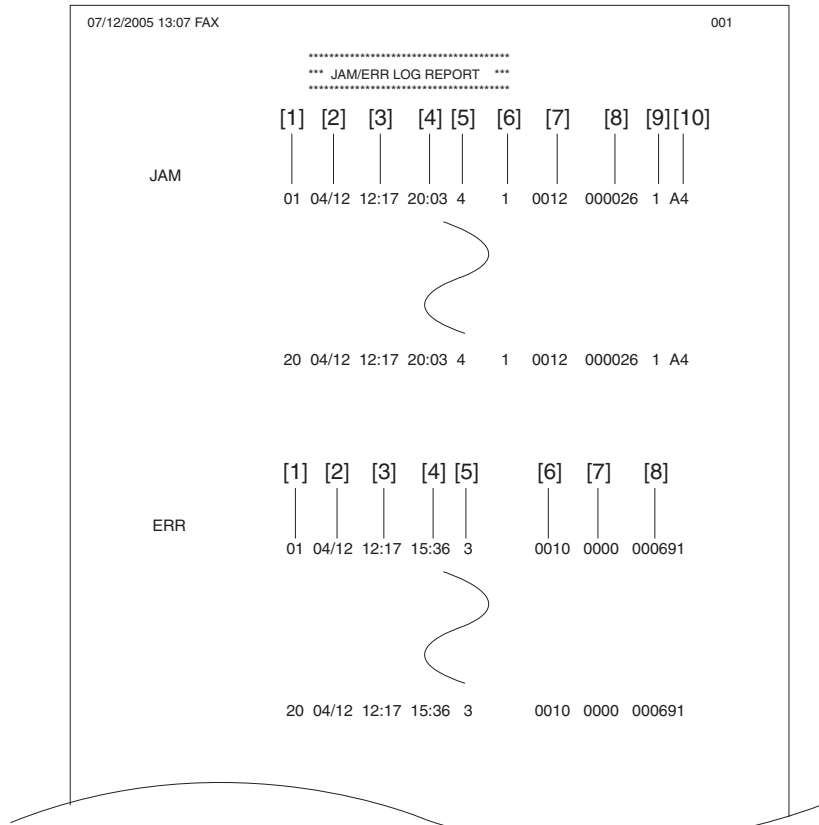 07/12/2005 13:07 FAX 001
***************************************
*** JAM/ERR LOG REPORT ***
***************************************
[1] [2] [3] [4] [5] [6] [7] [8] [9] [10]
JAM
01 04/12 12:17 20:03 4 1 0012 000026 1 A4
20 04/12 12:17 20:03 4 1 0012 000026 1 A4
[1] [2] [3] [4] [5] [6] [7] [8]
ERR
01 04/12 12:17 15:36 3 0010 0000 000691
20 04/12 12:17 15:36 3 0010 0000 000691